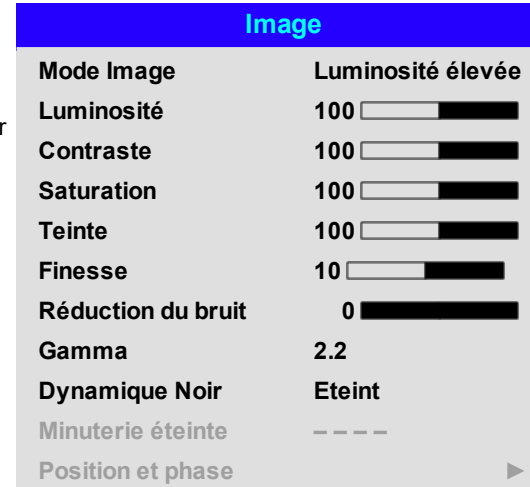 Image
Mode Image Luminosité élevée
r
Luminosité 100
Contraste 100
Saturation 100
Teinte 100
Finesse 10
Réduction du bruit 0
Gamma 2.2
Dynamique Noir Eteint
Minuterie éteinte – – – –
Position et phase